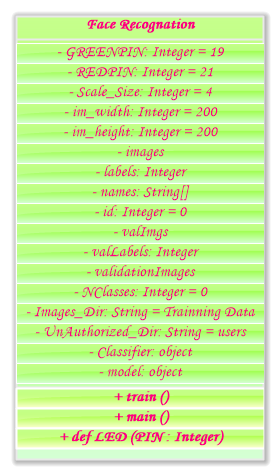 Face Recognation
- GREENPIN: Integer = 19
- REDPIN: Integer = 21
- Scale_Size: Integer = 4
- im_width: Integer = 200
- im_height: Integer = 200
- images
- labels: Integer
- names: String[]
- id: Integer = 0
- valImgs
- valLabels: Integer
- validationImages
- NClasses: Integer = 0
- Images_Dir: String = Trainning Data
- UnAuthorized_Dir: String = users
- Classifier: object
- model: object
+ train ()
+ main ()
+ def LED (PIN : Integer)